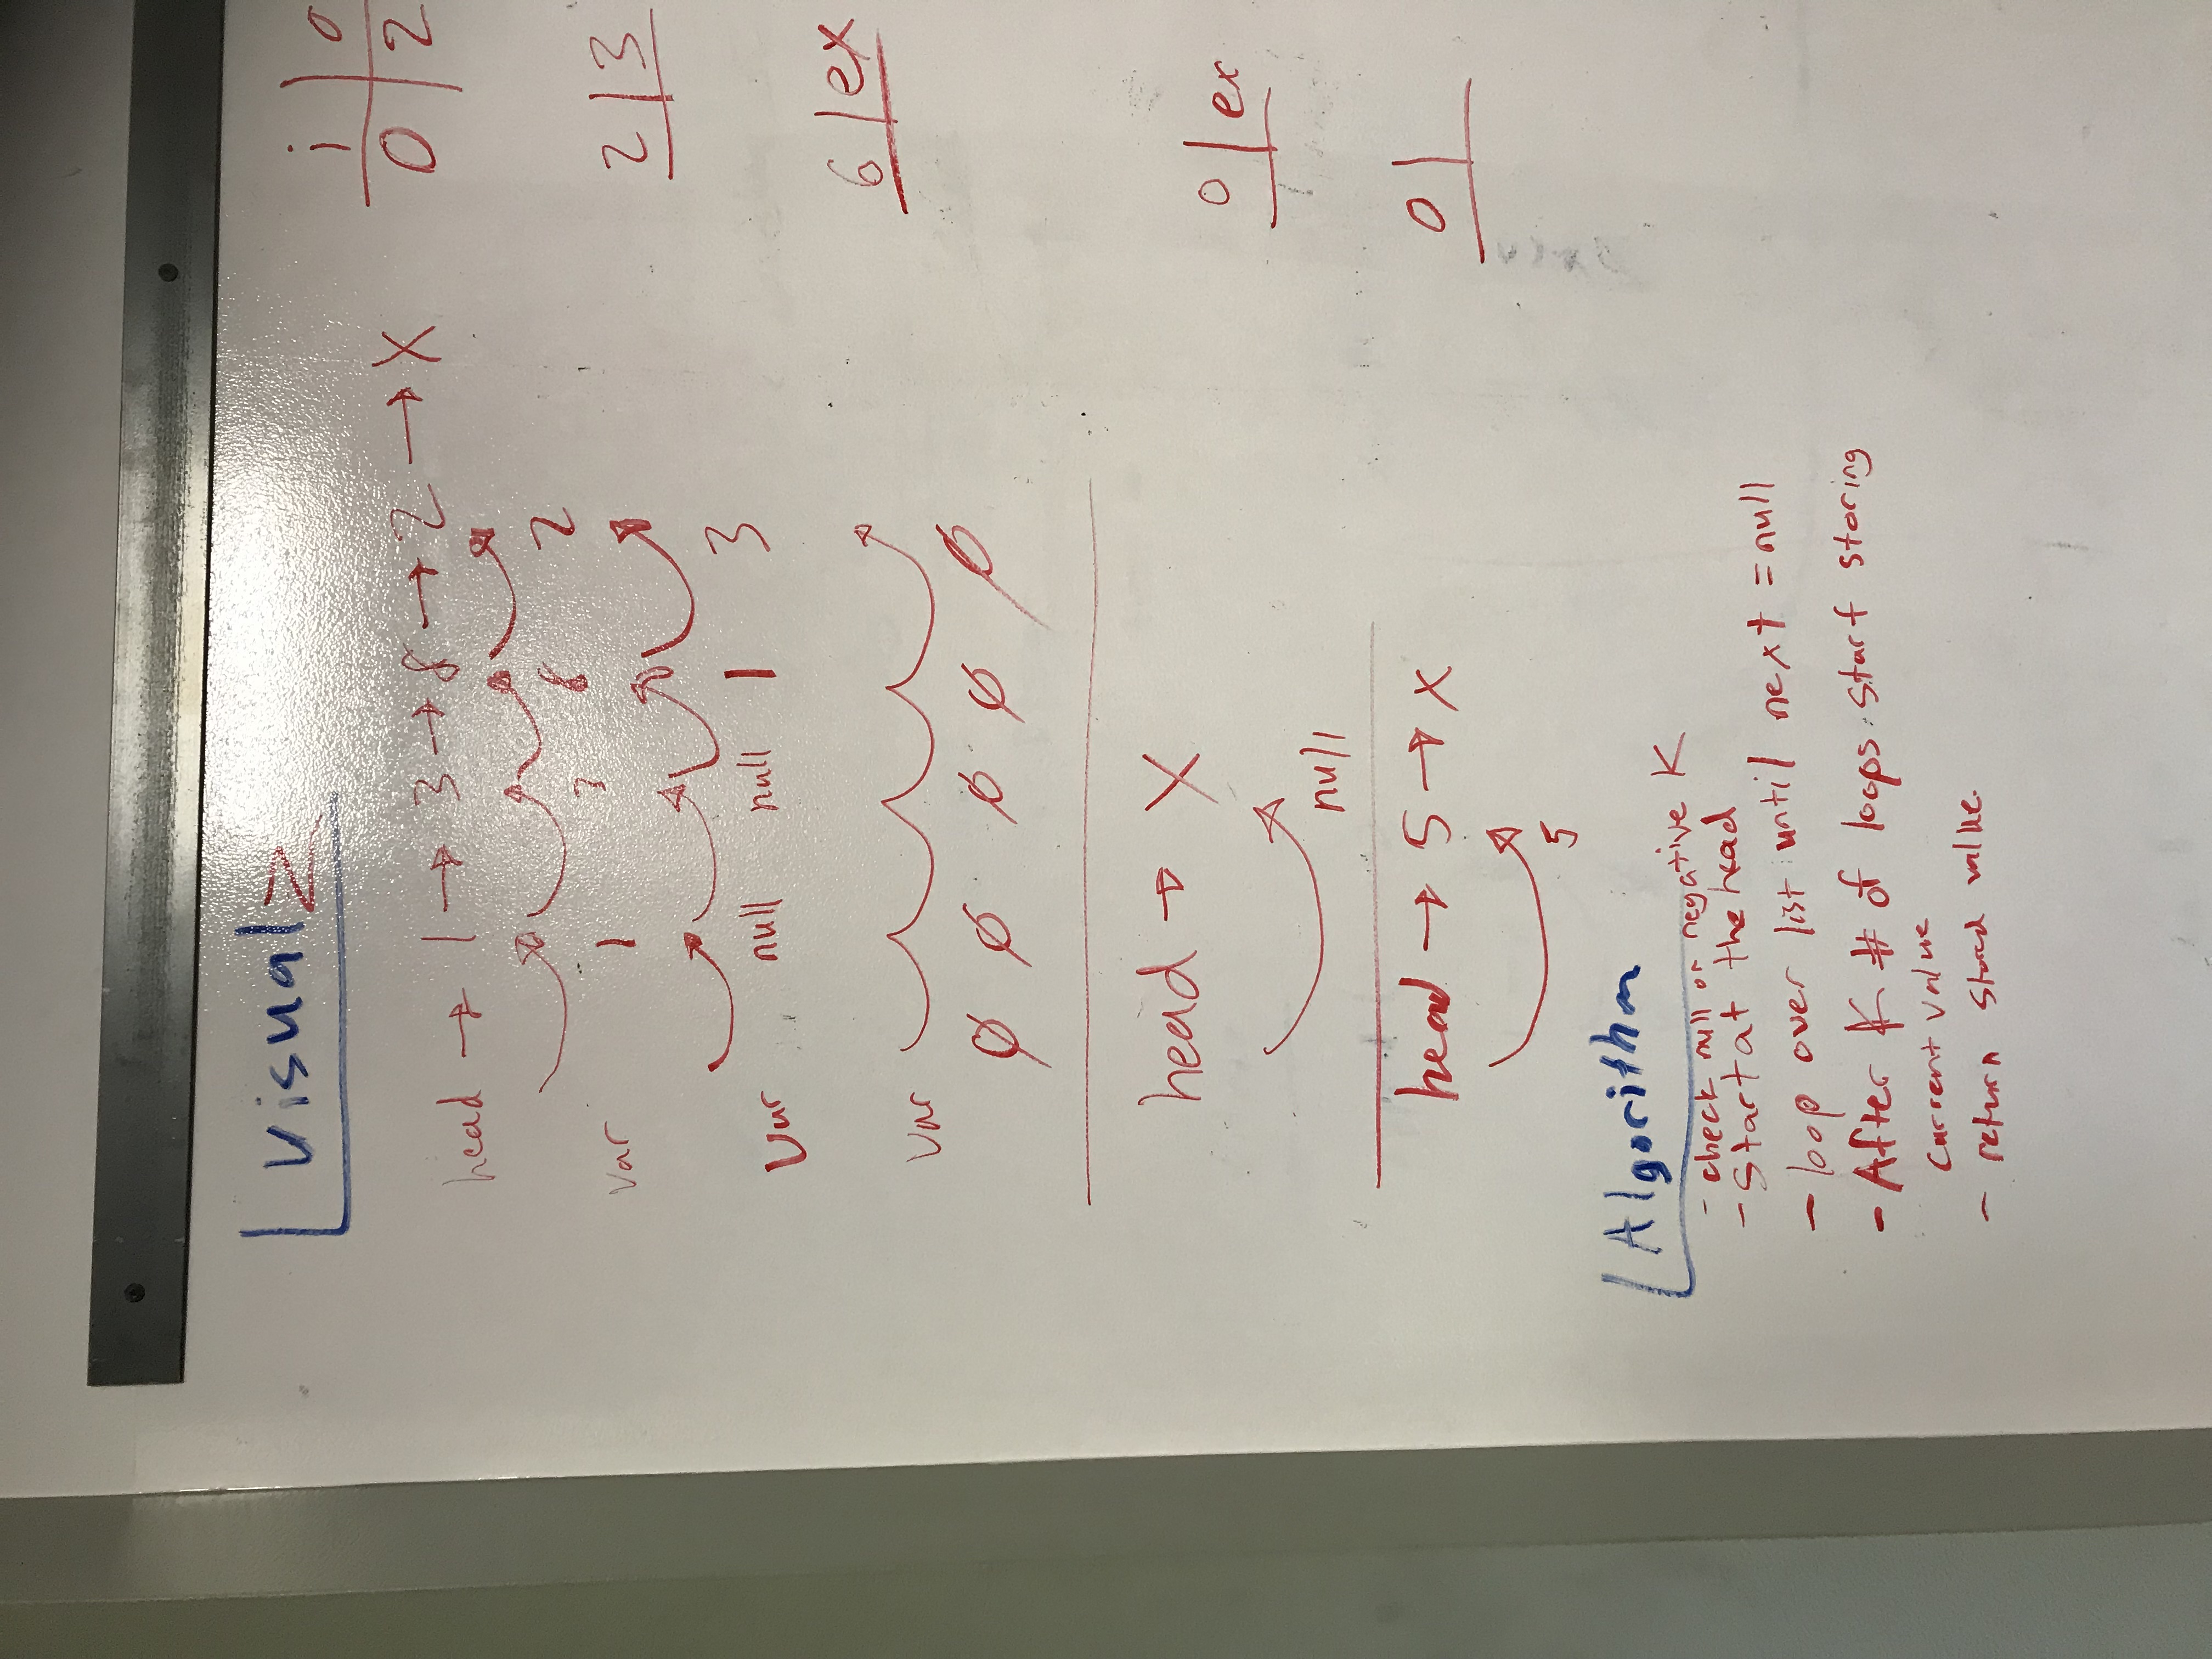 Visual
i | o
head → 1 → 3 → 8 → 2 → X
0 | 2
var 1 3 8 2
2 | 3
Var null null 1 3
6 | ex
var ∅ ∅ ∅ ∅ ∅
head → X
0 | ex
null
head → 5 → X
0 |
5
Algorithm
- check null or negative K
- Start at the head
- loop over list until next = null
- After K # of loops start storing
current value
- return stored value.